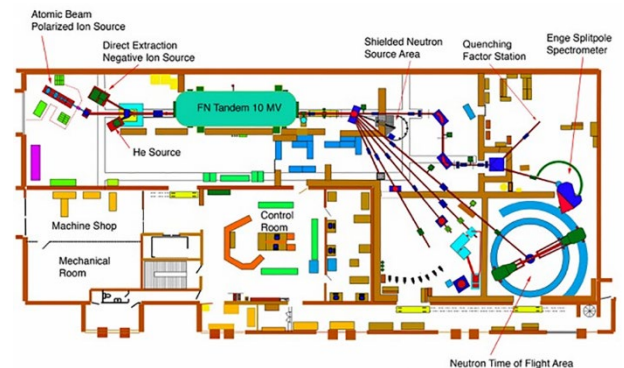 Atomic Beam
Polarized Ion Source
Direct Extraction
Negative Ion Source
Shielded Neutron
Source Area
Quenching
Factor Station
Enge Splitpole
Spectrometer
FN Tandem 10 MV
He Source
Machine Shop
Mechanical
Room
Control
Room
Neutron Time of Flight Area